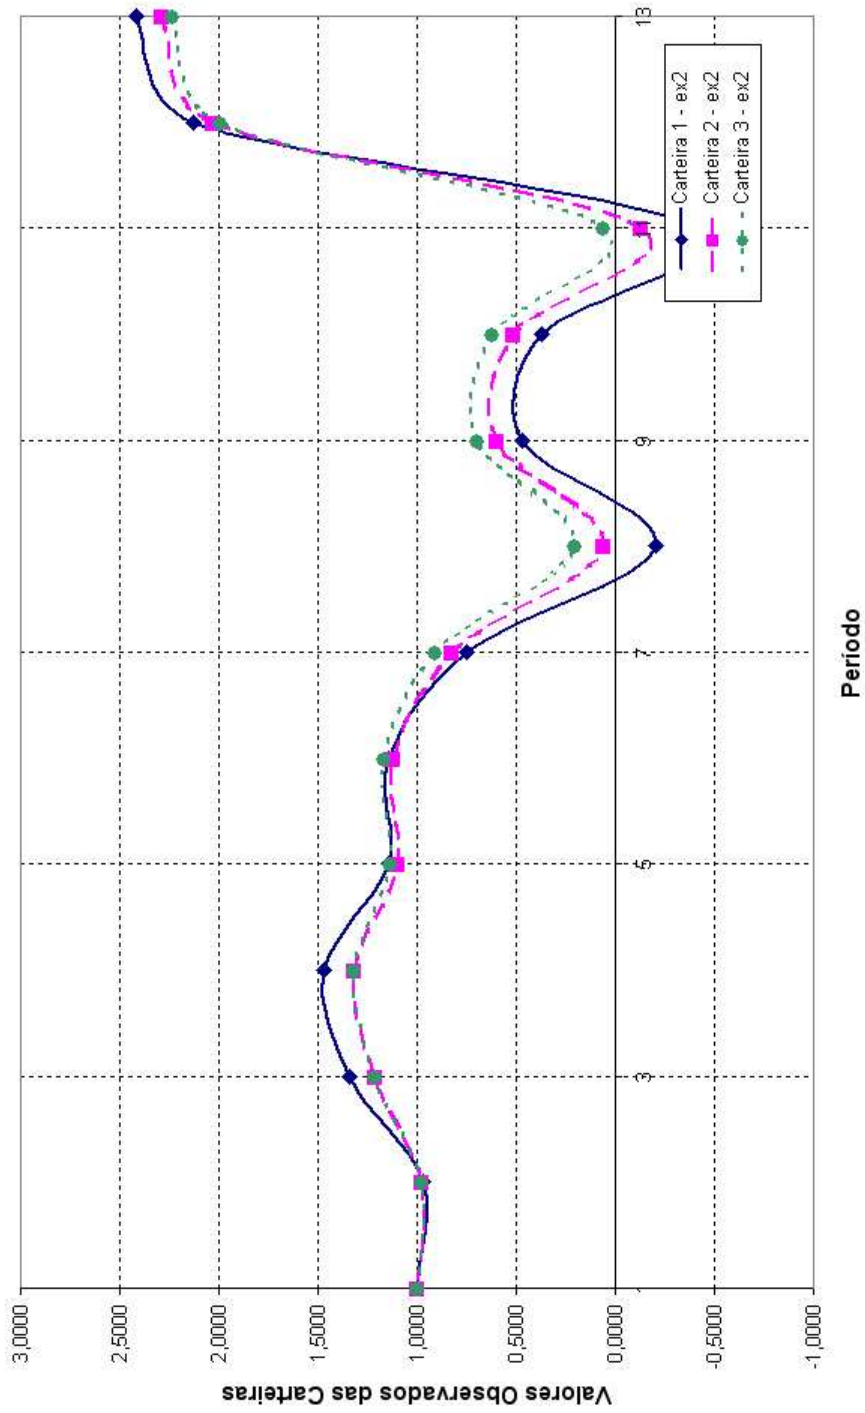 Valores Observados das Carteiras
3,0000
2,5000
2,0000
1,5000
1,0000
0,5000
0,0000
-0,5000
-1,0000
3
5
7
9
13
Período
Carteira 1 - ex2
Carteira 2 - ex2
Carteira 3 - ex2